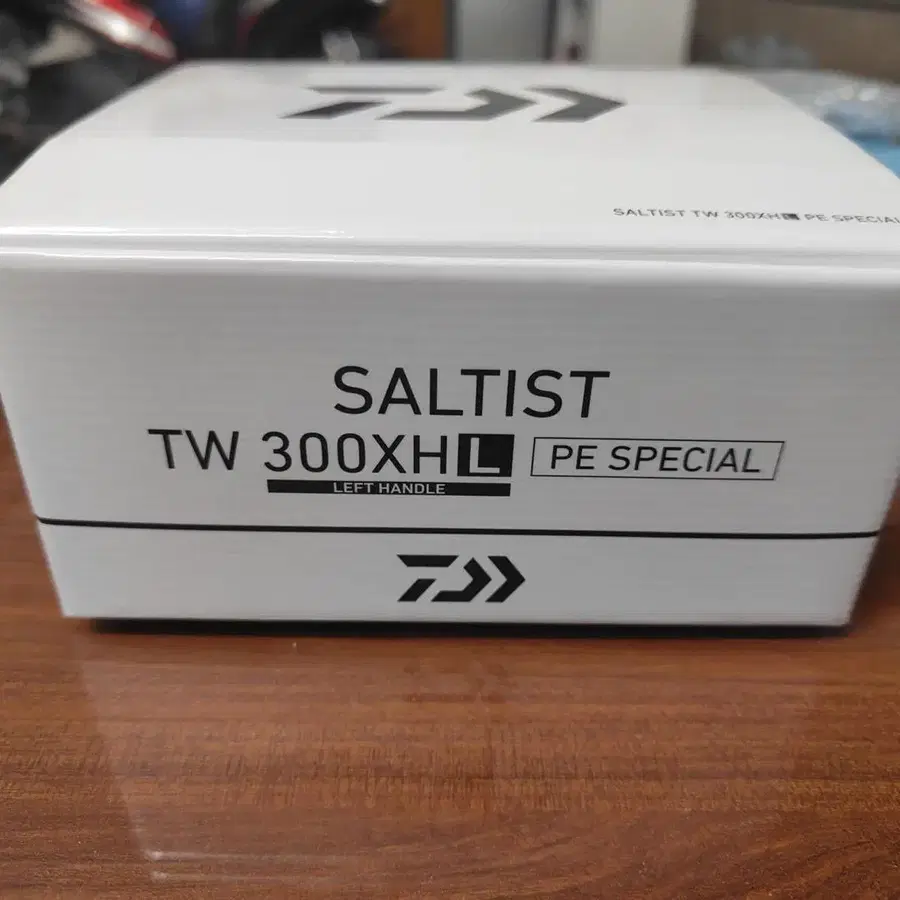 SALTIST TW 300XHL PE SPECIAL
SALTIST
TW 300XHL PE SPECIAL
LEFT HANDLE